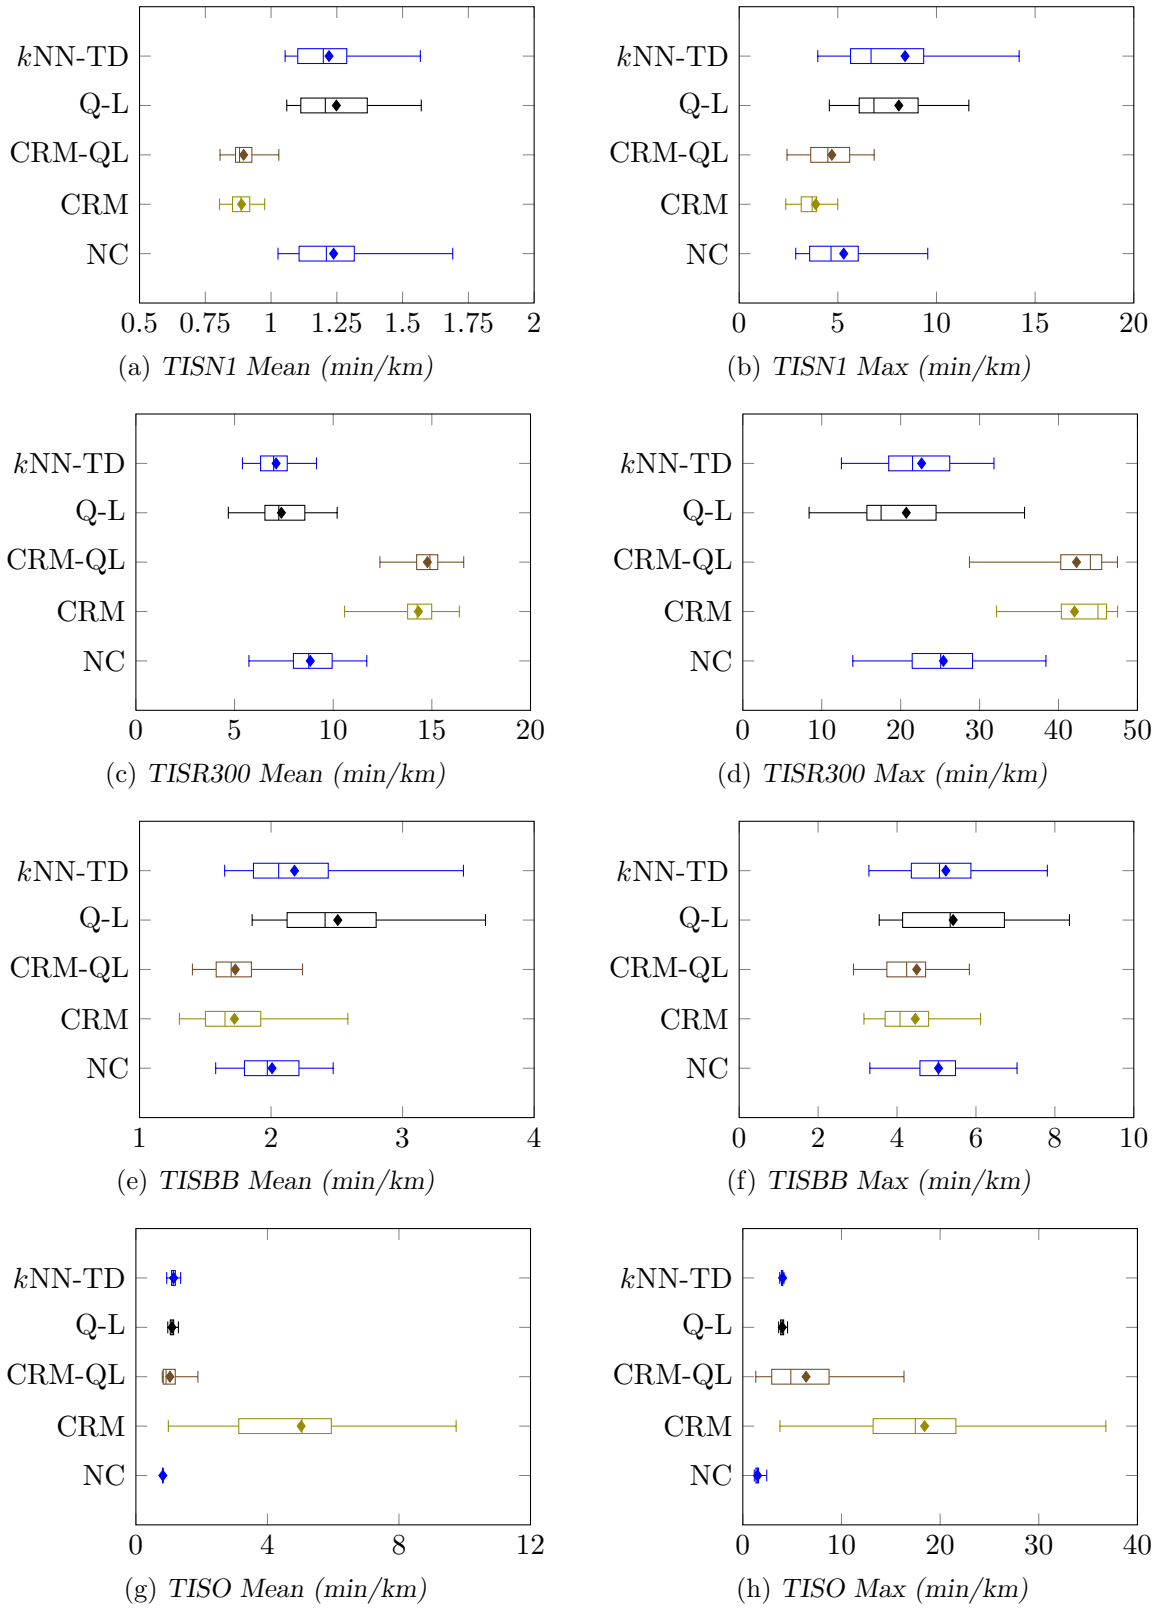 kNN-TD
Q-L
CRM-QL
CRM
NC
0.5 0.75 1 1.25 1.5 1.75 2
(a) TISN1 Mean (min/km)
kNN-TD
Q-L
CRM-QL
CRM
NC
0 5 10 15 20
(b) TISN1 Max (min/km)
kNN-TD
Q-L
CRM-QL
CRM
NC
0 5 10 15 20
(c) TISR300 Mean (min/km)
kNN-TD
Q-L
CRM-QL
CRM
NC
0 10 20 30 40 50
(d) TISR300 Max (min/km)
kNN-TD
Q-L
CRM-QL
CRM
NC
1 2 3 4
(e) TISBB Mean (min/km)
kNN-TD
Q-L
CRM-QL
CRM
NC
0 2 4 6 8 10
(f) TISBB Max (min/km)
kNN-TD
Q-L
CRM-QL
CRM
NC
0 4 8 12
(g) TISO Mean (min/km)
kNN-TD
Q-L
CRM-QL
CRM
NC
0 10 20 30 40
(h) TISO Max (min/km)